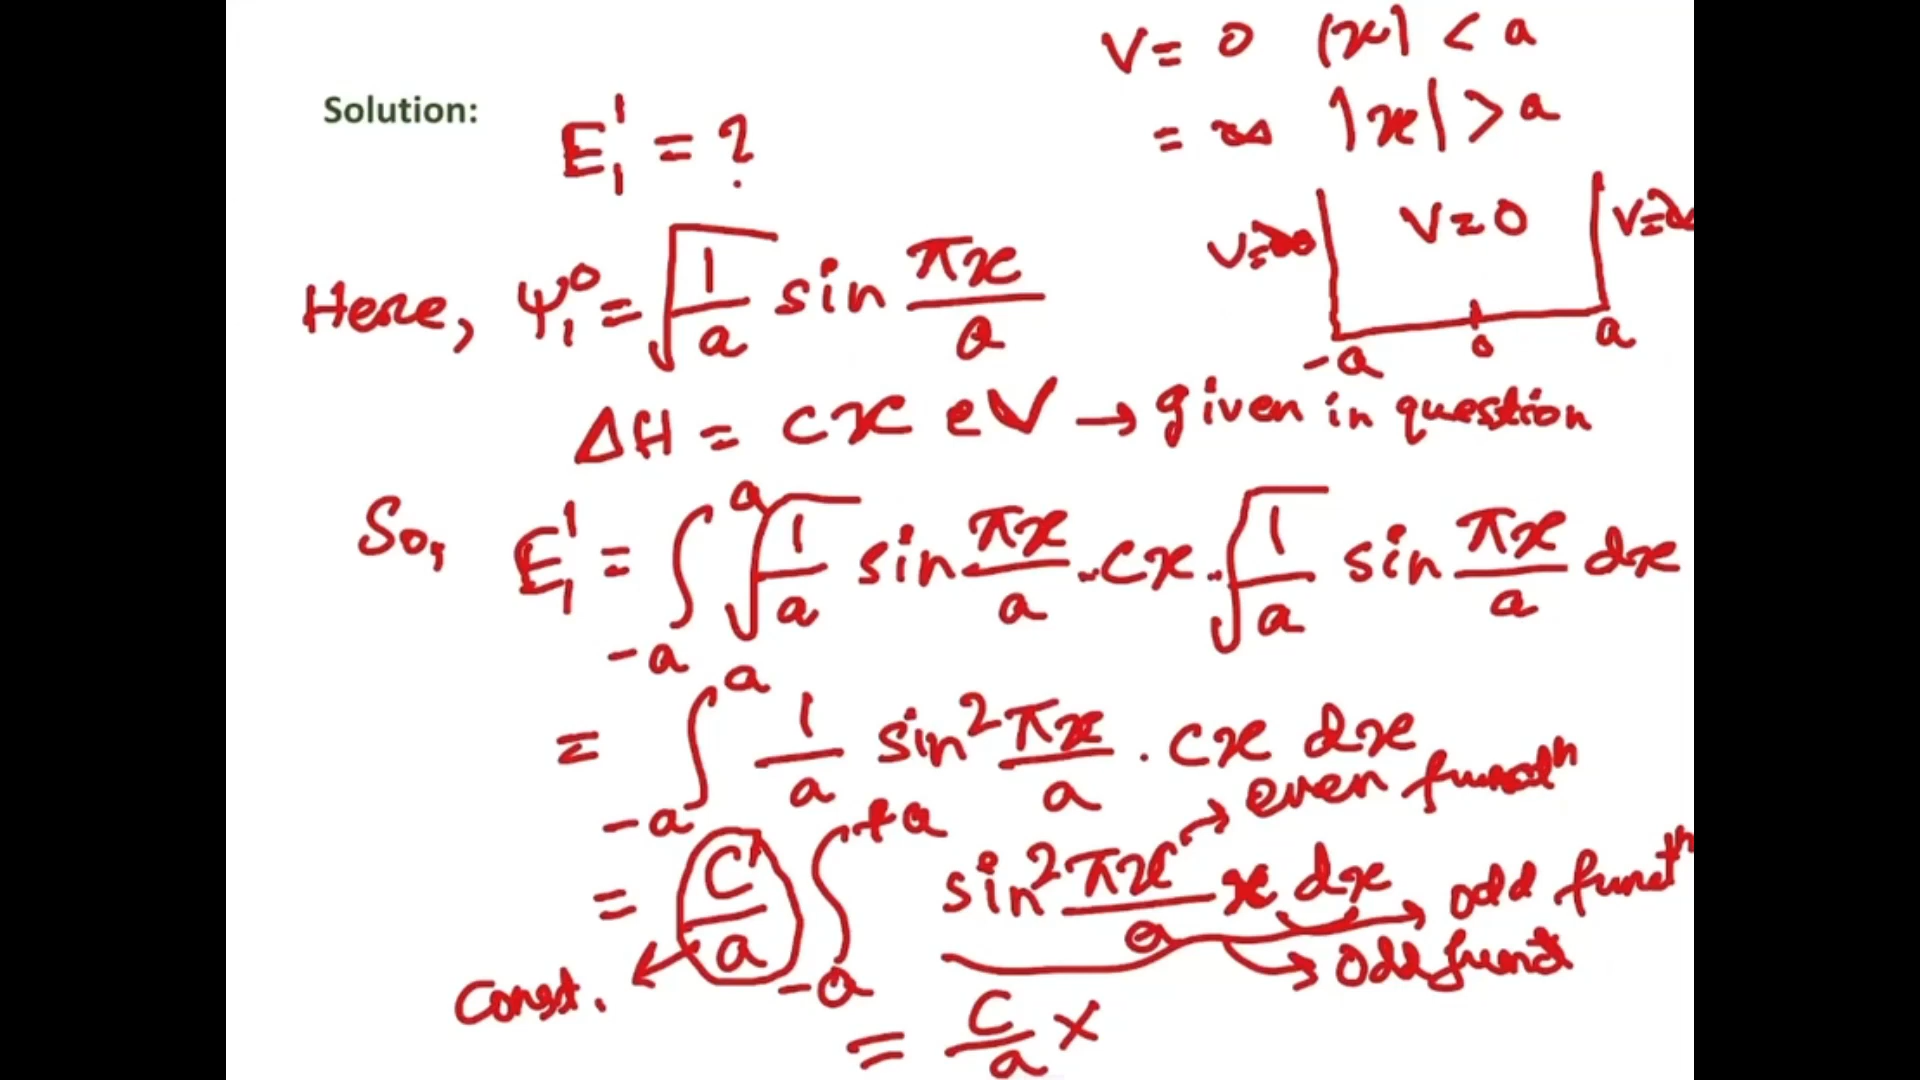 V = 0 |x| < a
= ∞ |x| > a
Solution:
E₁¹ = ?
V=∞ V=0 V=∞
-a 0 a
Here, ψ₁⁰ = √(1/a) sin πx/a
ΔH = cx eV → given in question
So, E₁¹ = ∫₋ₐᵃ √(1/a) sin πx/a · cx · √(1/a) sin πx/a dx
= ∫₋ₐᵃ 1/a sin² πx/a · cx dx
→ even functⁿ
= C/a ∫₋ₐ⁺ᵃ sin² πx/a x dx → odd functⁿ
→ odd funct
Const.
= C/a ×